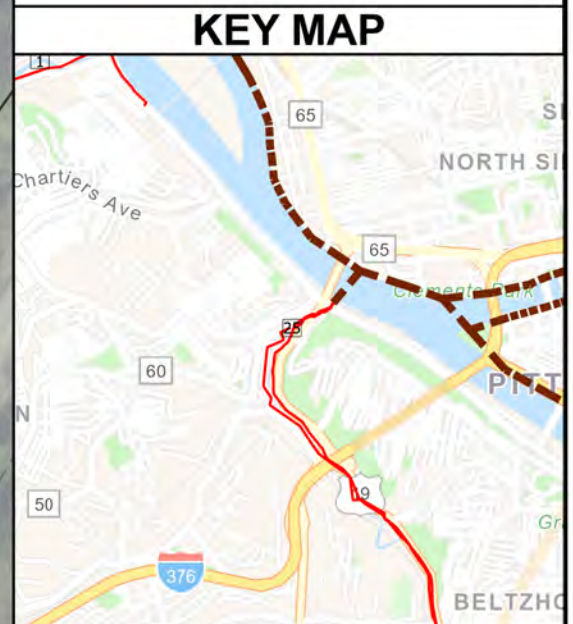 KEY MAP
1
65
SI
NORTH SI
Chartiers Ave
65
Clemente Park
25
60
PITT
N
19
50
Gr
376
BELTZHO